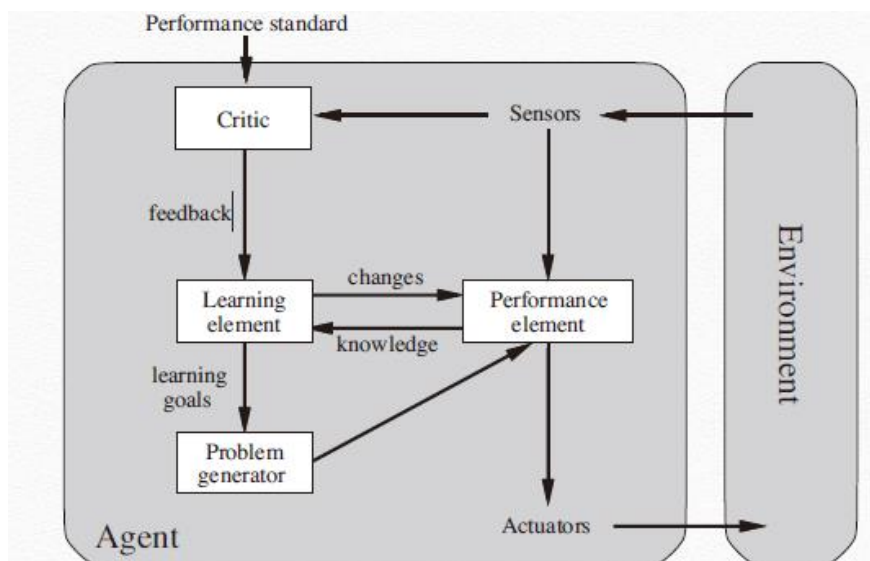 Performance standard
Critic
Sensors
feedback
Learning
element
changes
Performance
element
knowledge
learning
goals
Problem
generator
Actuators
Agent
Environment